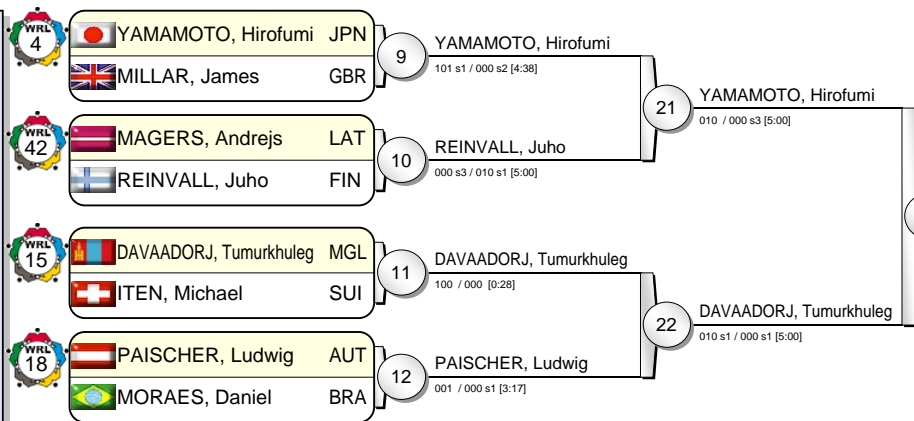 WRL
4
YAMAMOTO, Hirofumi JPN
MILLAR, James GBR
9
YAMAMOTO, Hirofumi
101 s1 / 000 s2 [4:38]
WRL
42
MAGERS, Andrejs LAT
REINVALL, Juho FIN
10
REINVALL, Juho
000 s3 / 010 s1 [5:00]
21
YAMAMOTO, Hirofumi
010 / 000 s3 [5:00]
WRL
15
DAVAADORJ, Tumurkhuleg MGL
ITEN, Michael SUI
11
DAVAADORJ, Tumurkhuleg
100 / 000 [0:28]
WRL
18
PAISCHER, Ludwig AUT
MORAES, Daniel BRA
12
PAISCHER, Ludwig
001 / 000 s1 [3:17]
22
DAVAADORJ, Tumurkhuleg
010 s1 / 000 s1 [5:00]